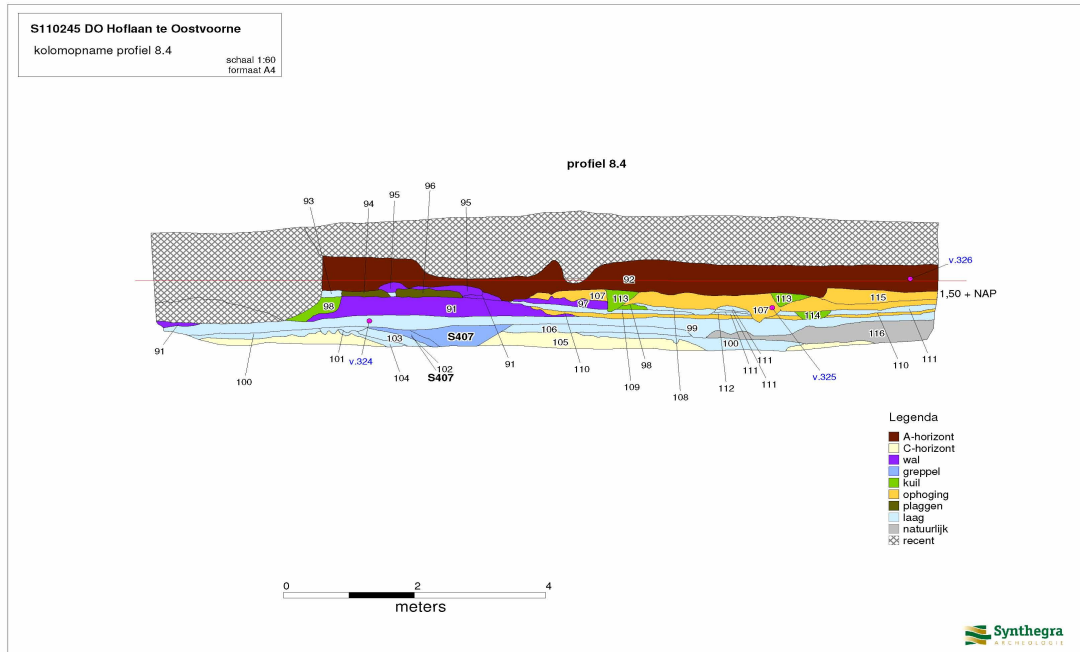 S110245 DO Hoflaan te Oostvoorne
kolomopname profiel 8.4
schaal 1:60
formaat A4
profiel 8.4
93
94
95
96
95
v.326
92
1,50 + NAP
98
91
97
107
113
113
107
114
115
116
91
100
101
v.324
103
104
102
S407
S407
91
106
105
110
109
98
108
99
100
112
111
111
111
v.325
110
111
Legenda
A-horizont
C-horizont
wal
greppel
kuil
ophoging
plaggen
laag
natuurlijk
recent
0 2 4
meters
Synthegra
ARCHEOLOGIE